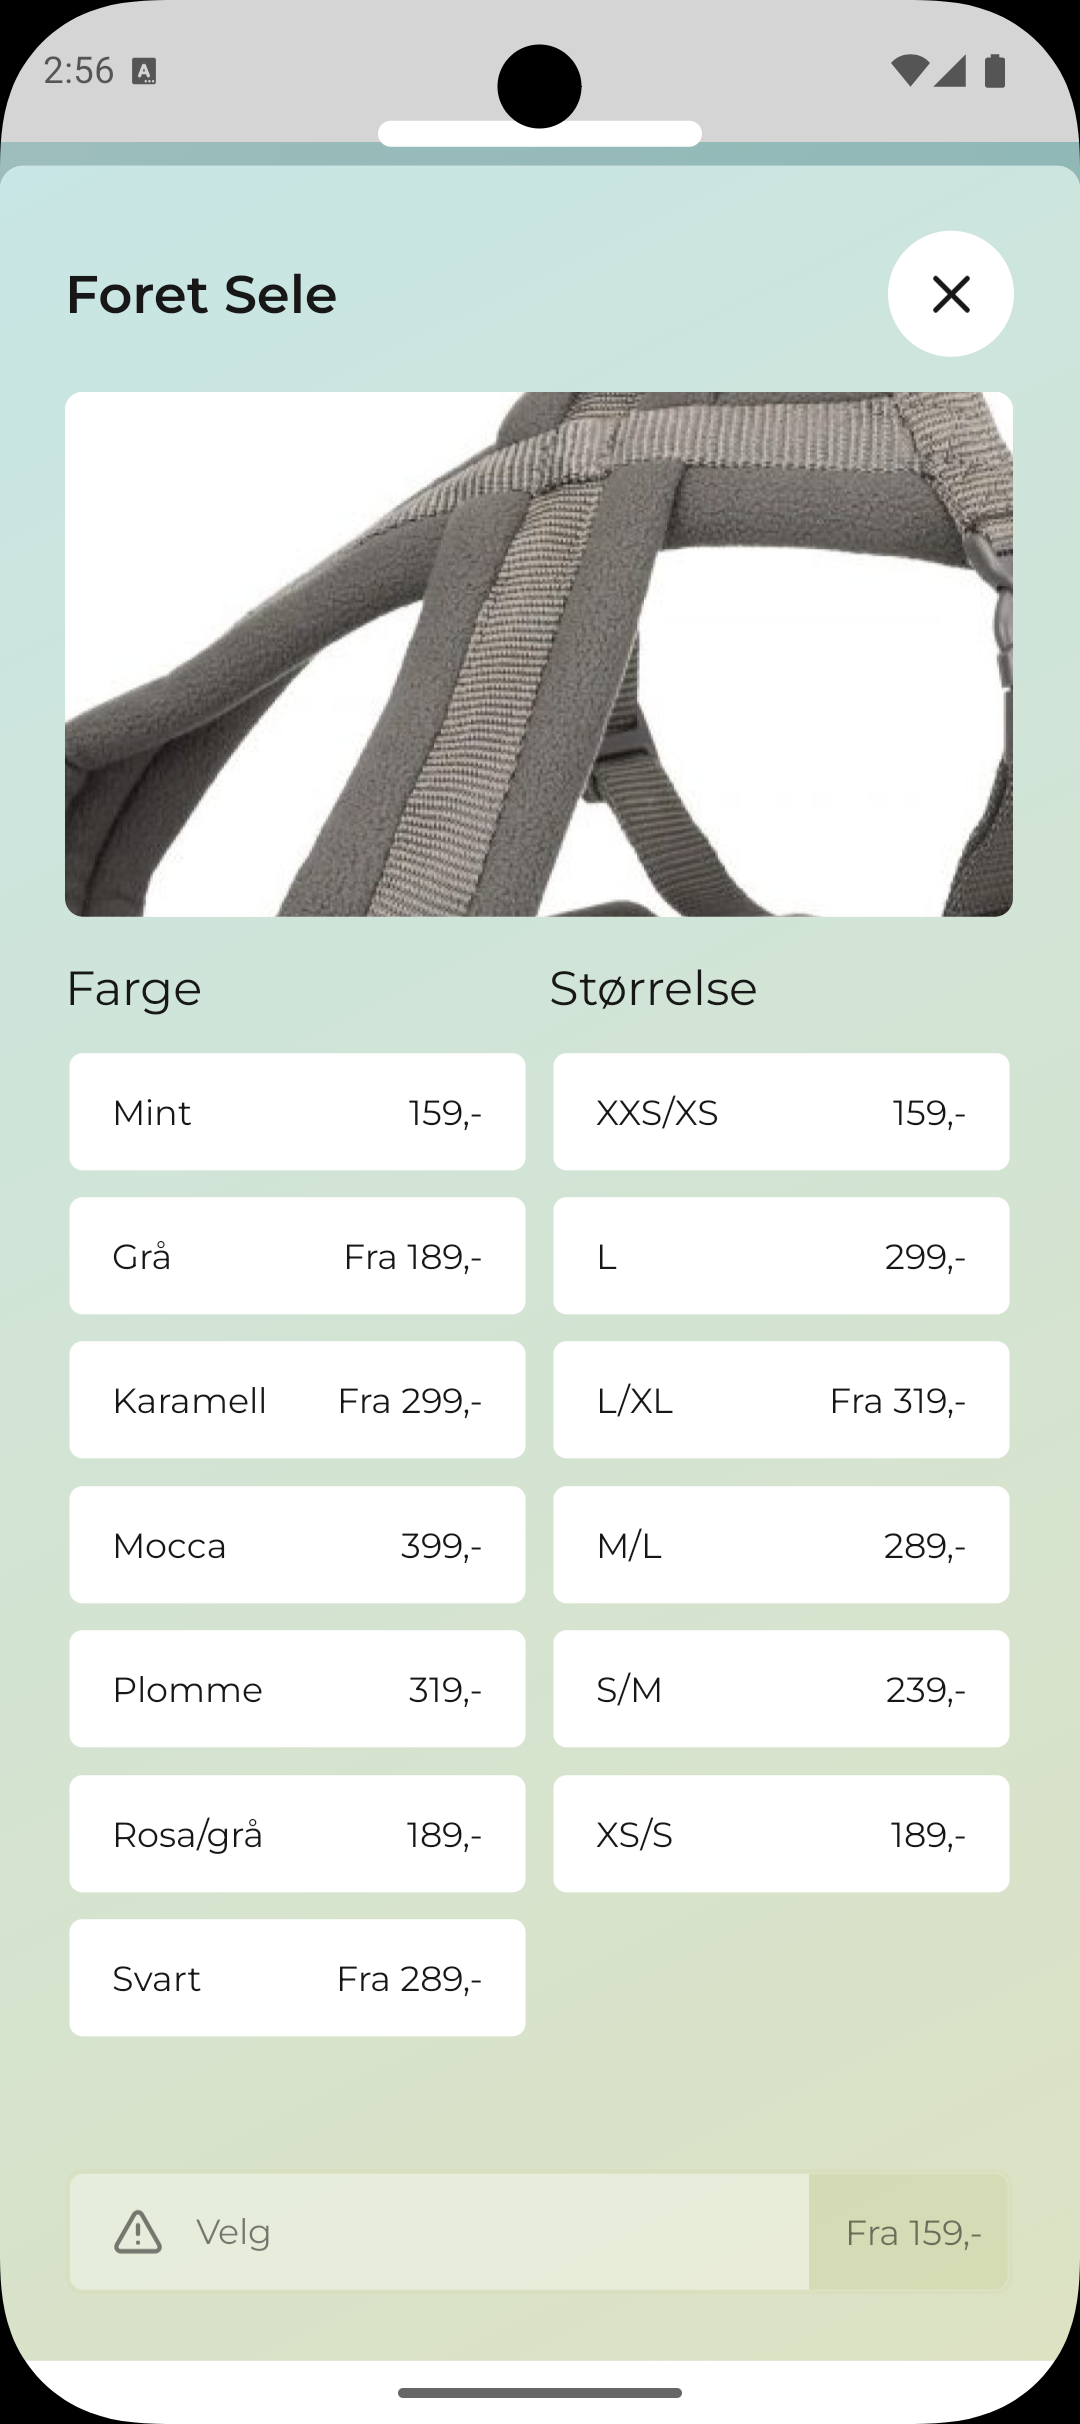 2:56
Foret Sele
Farge
Størrelse
Mint 159,-
XXS/XS 159,-
Grå Fra 189,-
L 299,-
Karamell Fra 299,-
L/XL Fra 319,-
Mocca 399,-
M/L 289,-
Plomme 319,-
S/M 239,-
Rosa/grå 189,-
XS/S 189,-
Svart Fra 289,-
Velg Fra 159,-